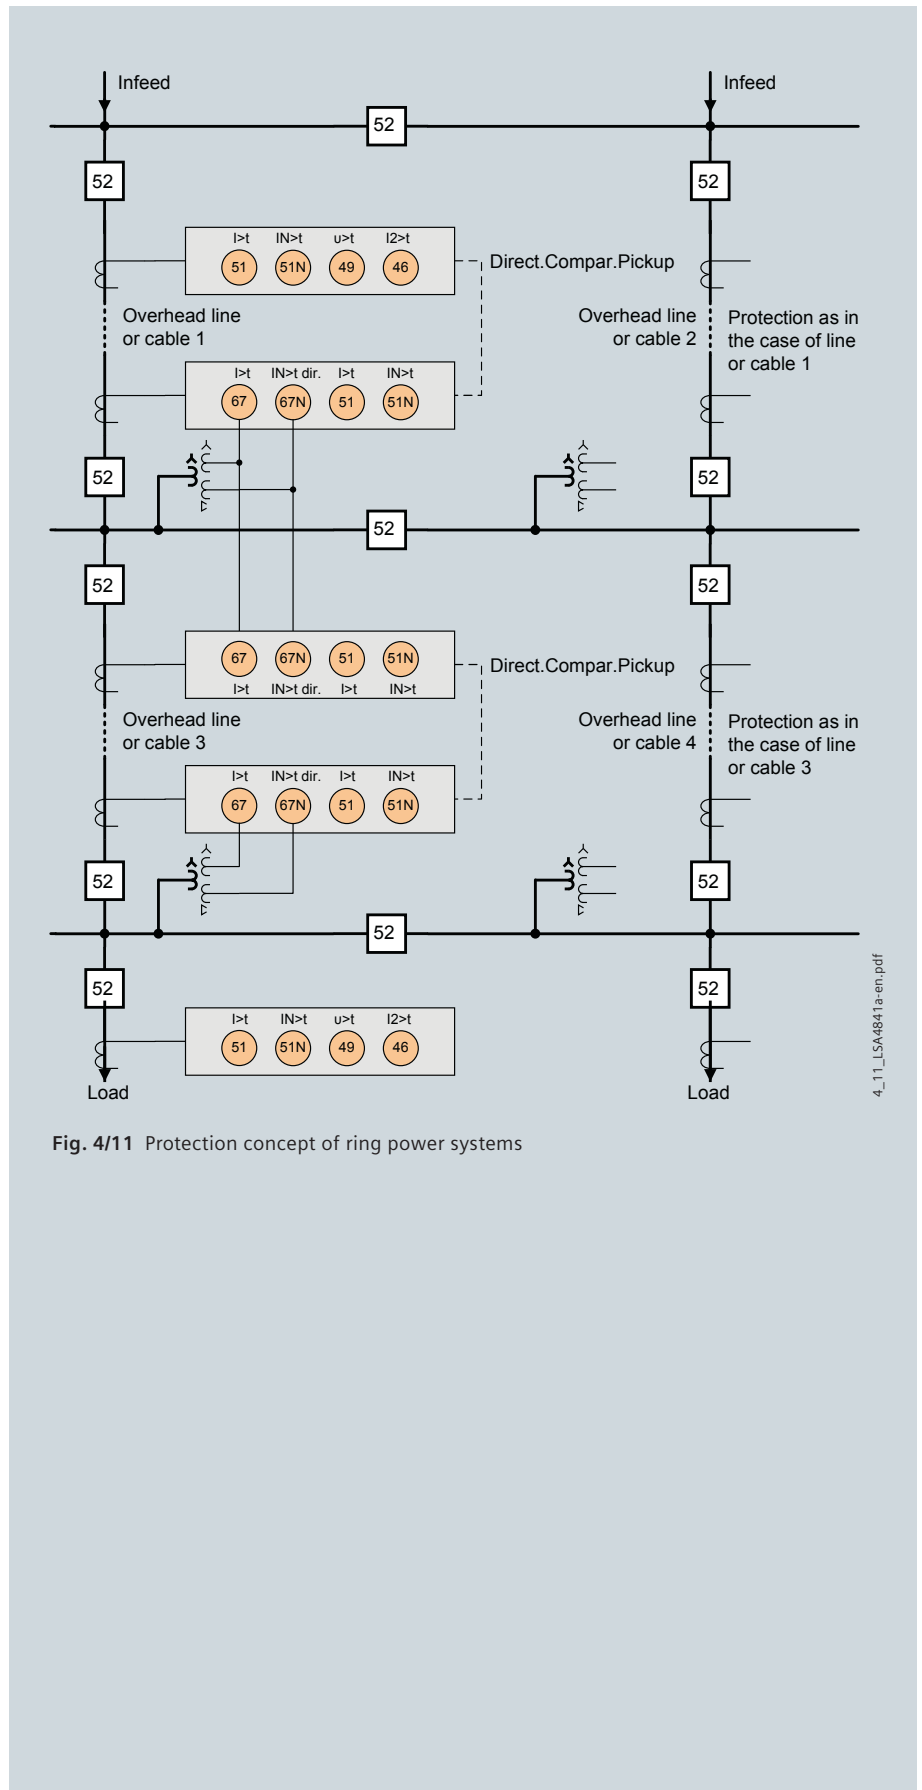 Infeed
Infeed
52
52
52
I>t IN>t υ>t I2>t
51 51N 49 46
Direct.Compar.Pickup
Overhead line
or cable 1
Overhead line
or cable 2
Protection as in
the case of line
or cable 1
I>t IN>t dir. I>t IN>t
67 67N 51 51N
52
52
52
52
52
67 67N 51 51N
I>t IN>t dir. I>t IN>t
Direct.Compar.Pickup
Overhead line
or cable 3
Overhead line
or cable 4
Protection as in
the case of line
or cable 3
I>t IN>t dir. I>t IN>t
67 67N 51 51N
52
52
52
52
52
I>t IN>t υ>t I2>t
51 51N 49 46
Load
Load
4_11_LSA4841a-en.pdf
Fig. 4/11 Protection concept of ring power systems